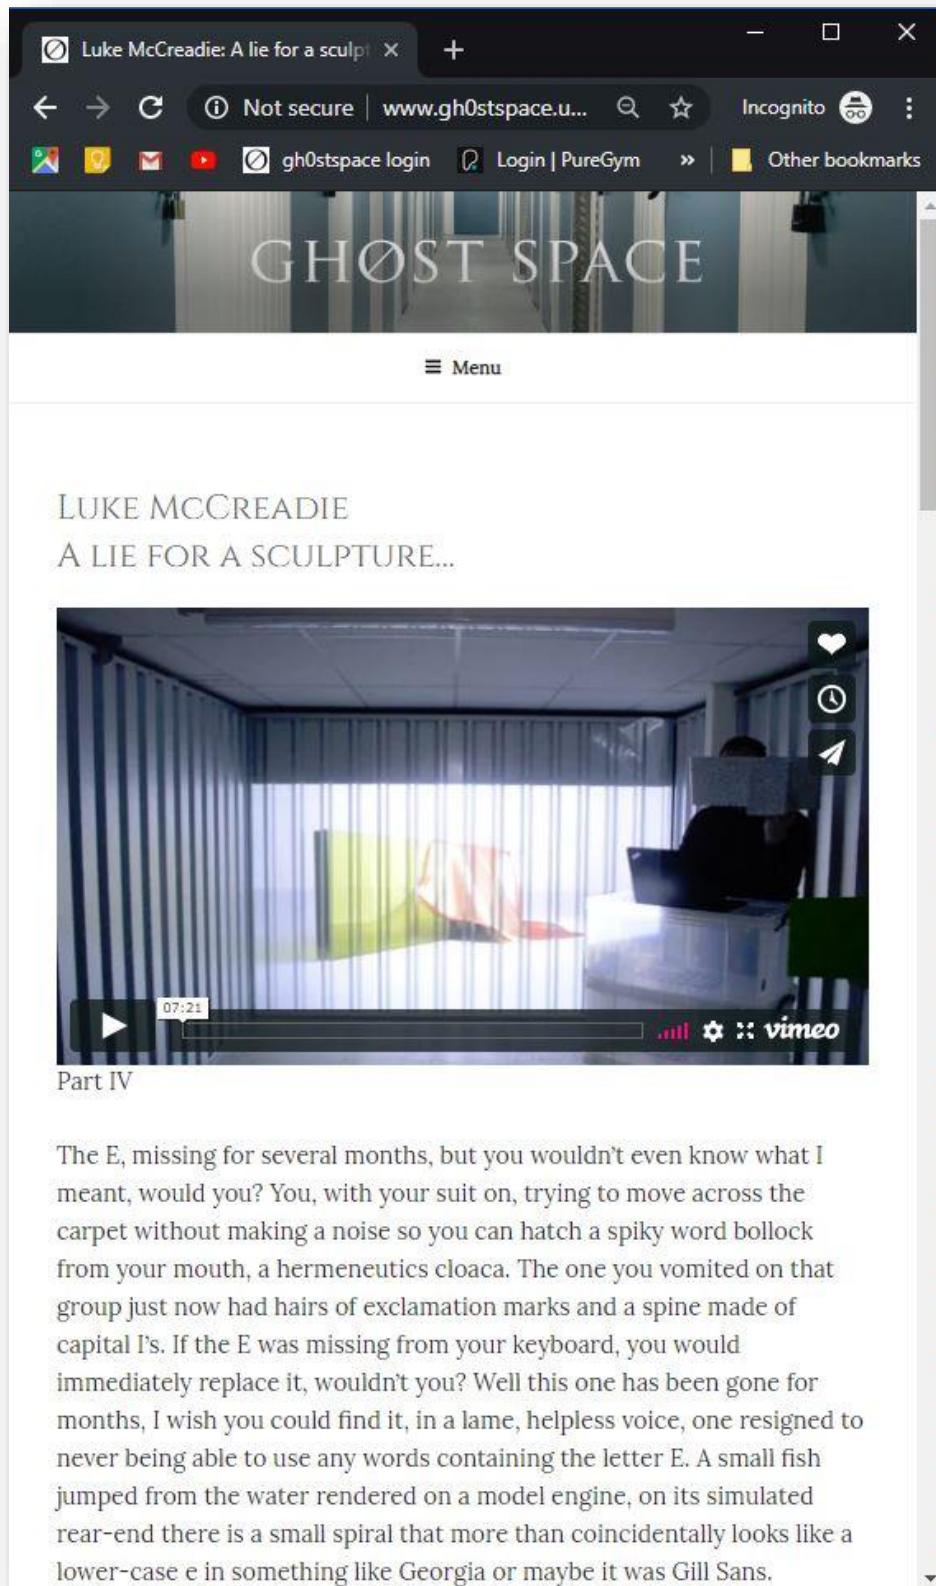 Luke McCreadie: A lie for a sculpt
Not secure | www.gh0stspace.u...
Incognito
gh0stspace login
Login | PureGym
»
Other bookmarks
GHØST SPACE
Menu
LUKE MCCREADIE
A LIE FOR A SCULPTURE...
07:21
vimeo
Part IV
The E, missing for several months, but you wouldn't even know what I
meant, would you? You, with your suit on, trying to move across the
carpet without making a noise so you can hatch a spiky word bollock
from your mouth, a hermeneutics cloaca. The one you vomited on that
group just now had hairs of exclamation marks and a spine made of
capital I's. If the E was missing from your keyboard, you would
immediately replace it, wouldn't you? Well this one has been gone for
months, I wish you could find it, in a lame, helpless voice, one resigned to
never being able to use any words containing the letter E. A small fish
jumped from the water rendered on a model engine, on its simulated
rear-end there is a small spiral that more than coincidentally looks like a
lower-case e in something like Georgia or maybe it was Gill Sans.